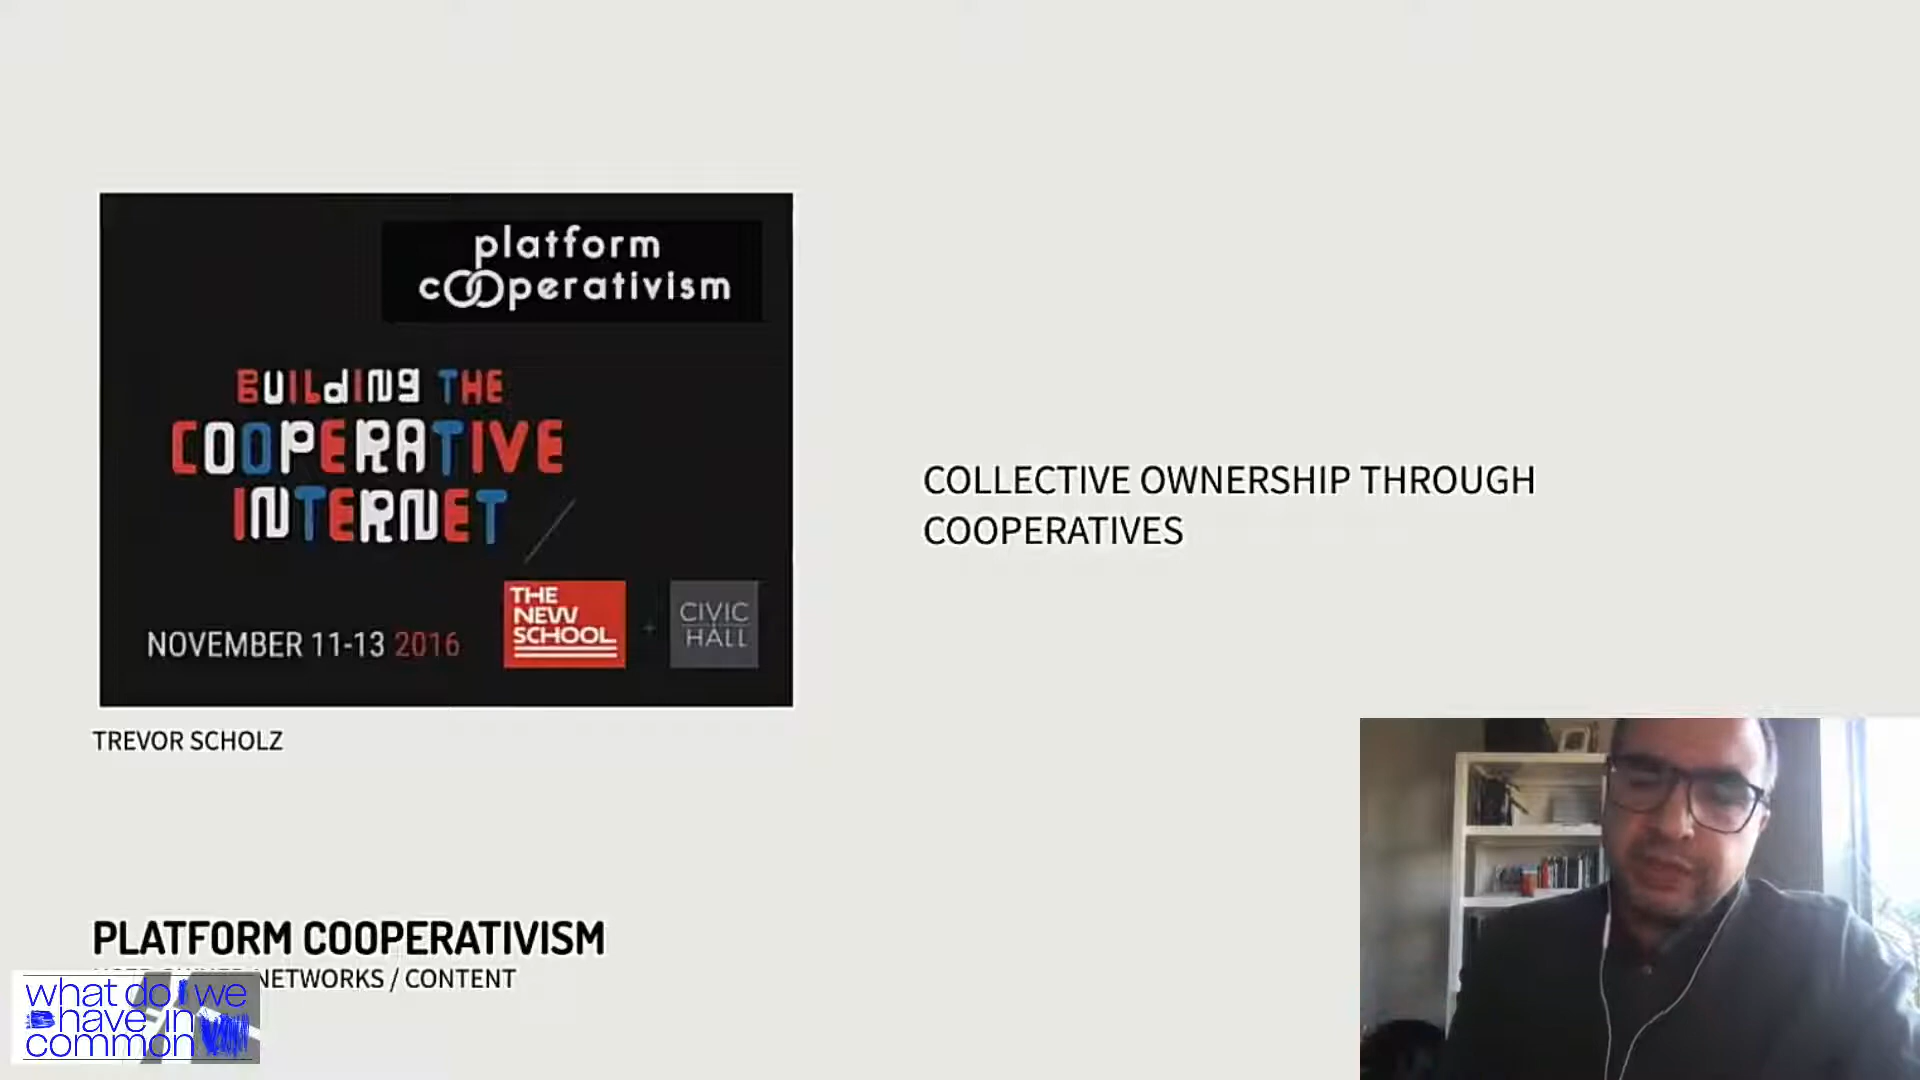 platform
cooperativism
BUILdING THE
COOPERATIVE
INTERNET
NOVEMBER 11-13 2016
THE
NEW
SCHOOL
+
CIVIC
HALL
TREVOR SCHOLZ
COLLECTIVE OWNERSHIP THROUGH
COOPERATIVES
PLATFORM COOPERATIVISM
NETWORKS / CONTENT
what do we
have in
common